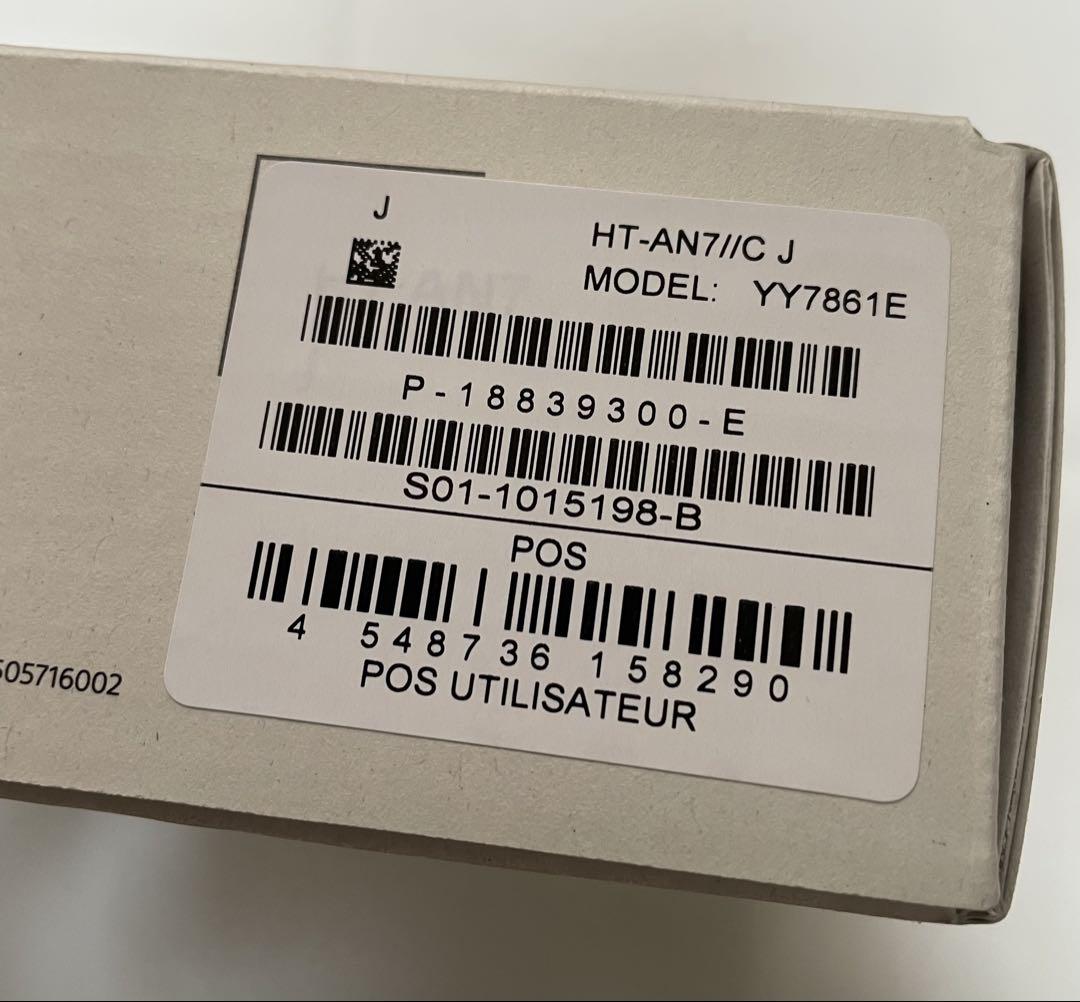 J
HT-AN7//C J
MODEL: YY7861E
P-18839300-E
S01-1015198-B
POS
4 548736 158290
POS UTILISATEUR
505716002